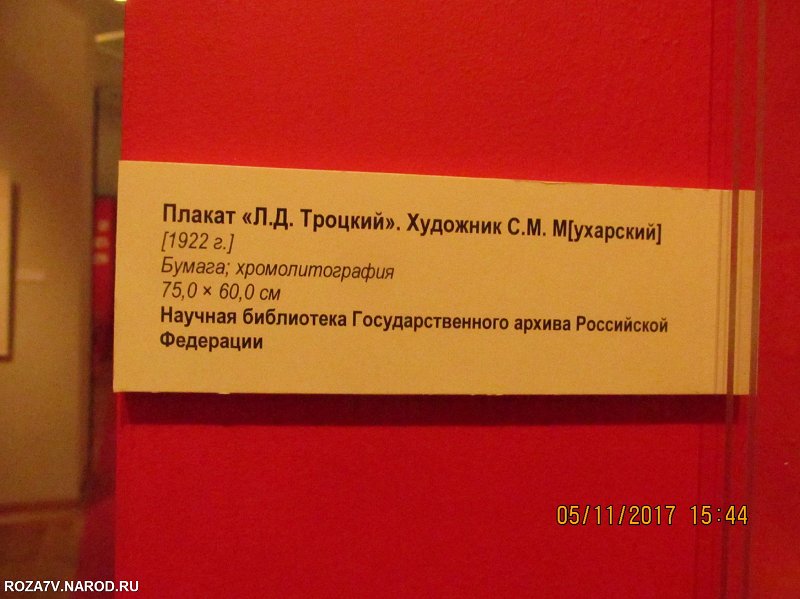 Плакат «Л.Д. Троцкий». Художник С.М. М[ухарский]
[1922 г.]
Бумага; хромолитография
75,0 × 60,0 см
Научная библиотека Государственного архива Российской
Федерации
05/11/2017 15:44
ROZA7V.NAROD.RU